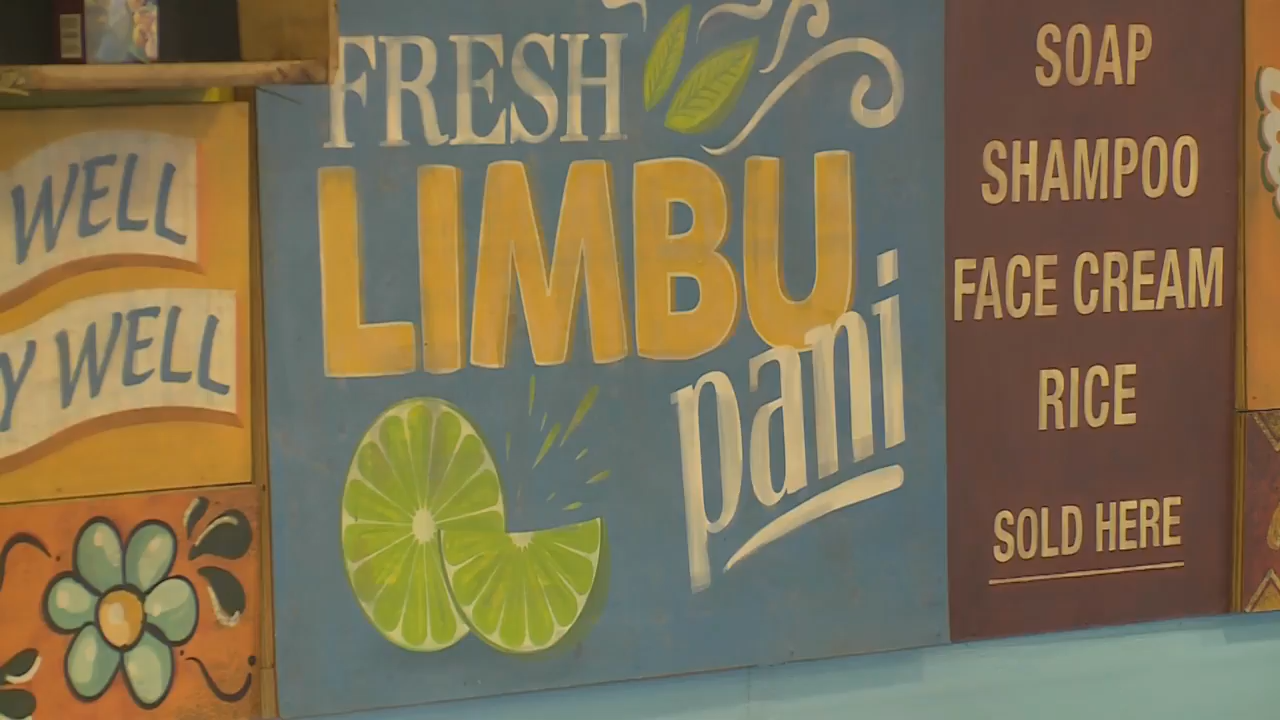 WELL
Y WELL
FRESH
LIMBU
pani
SOAP
SHAMPOO
FACE CREAM
RICE
SOLD HERE